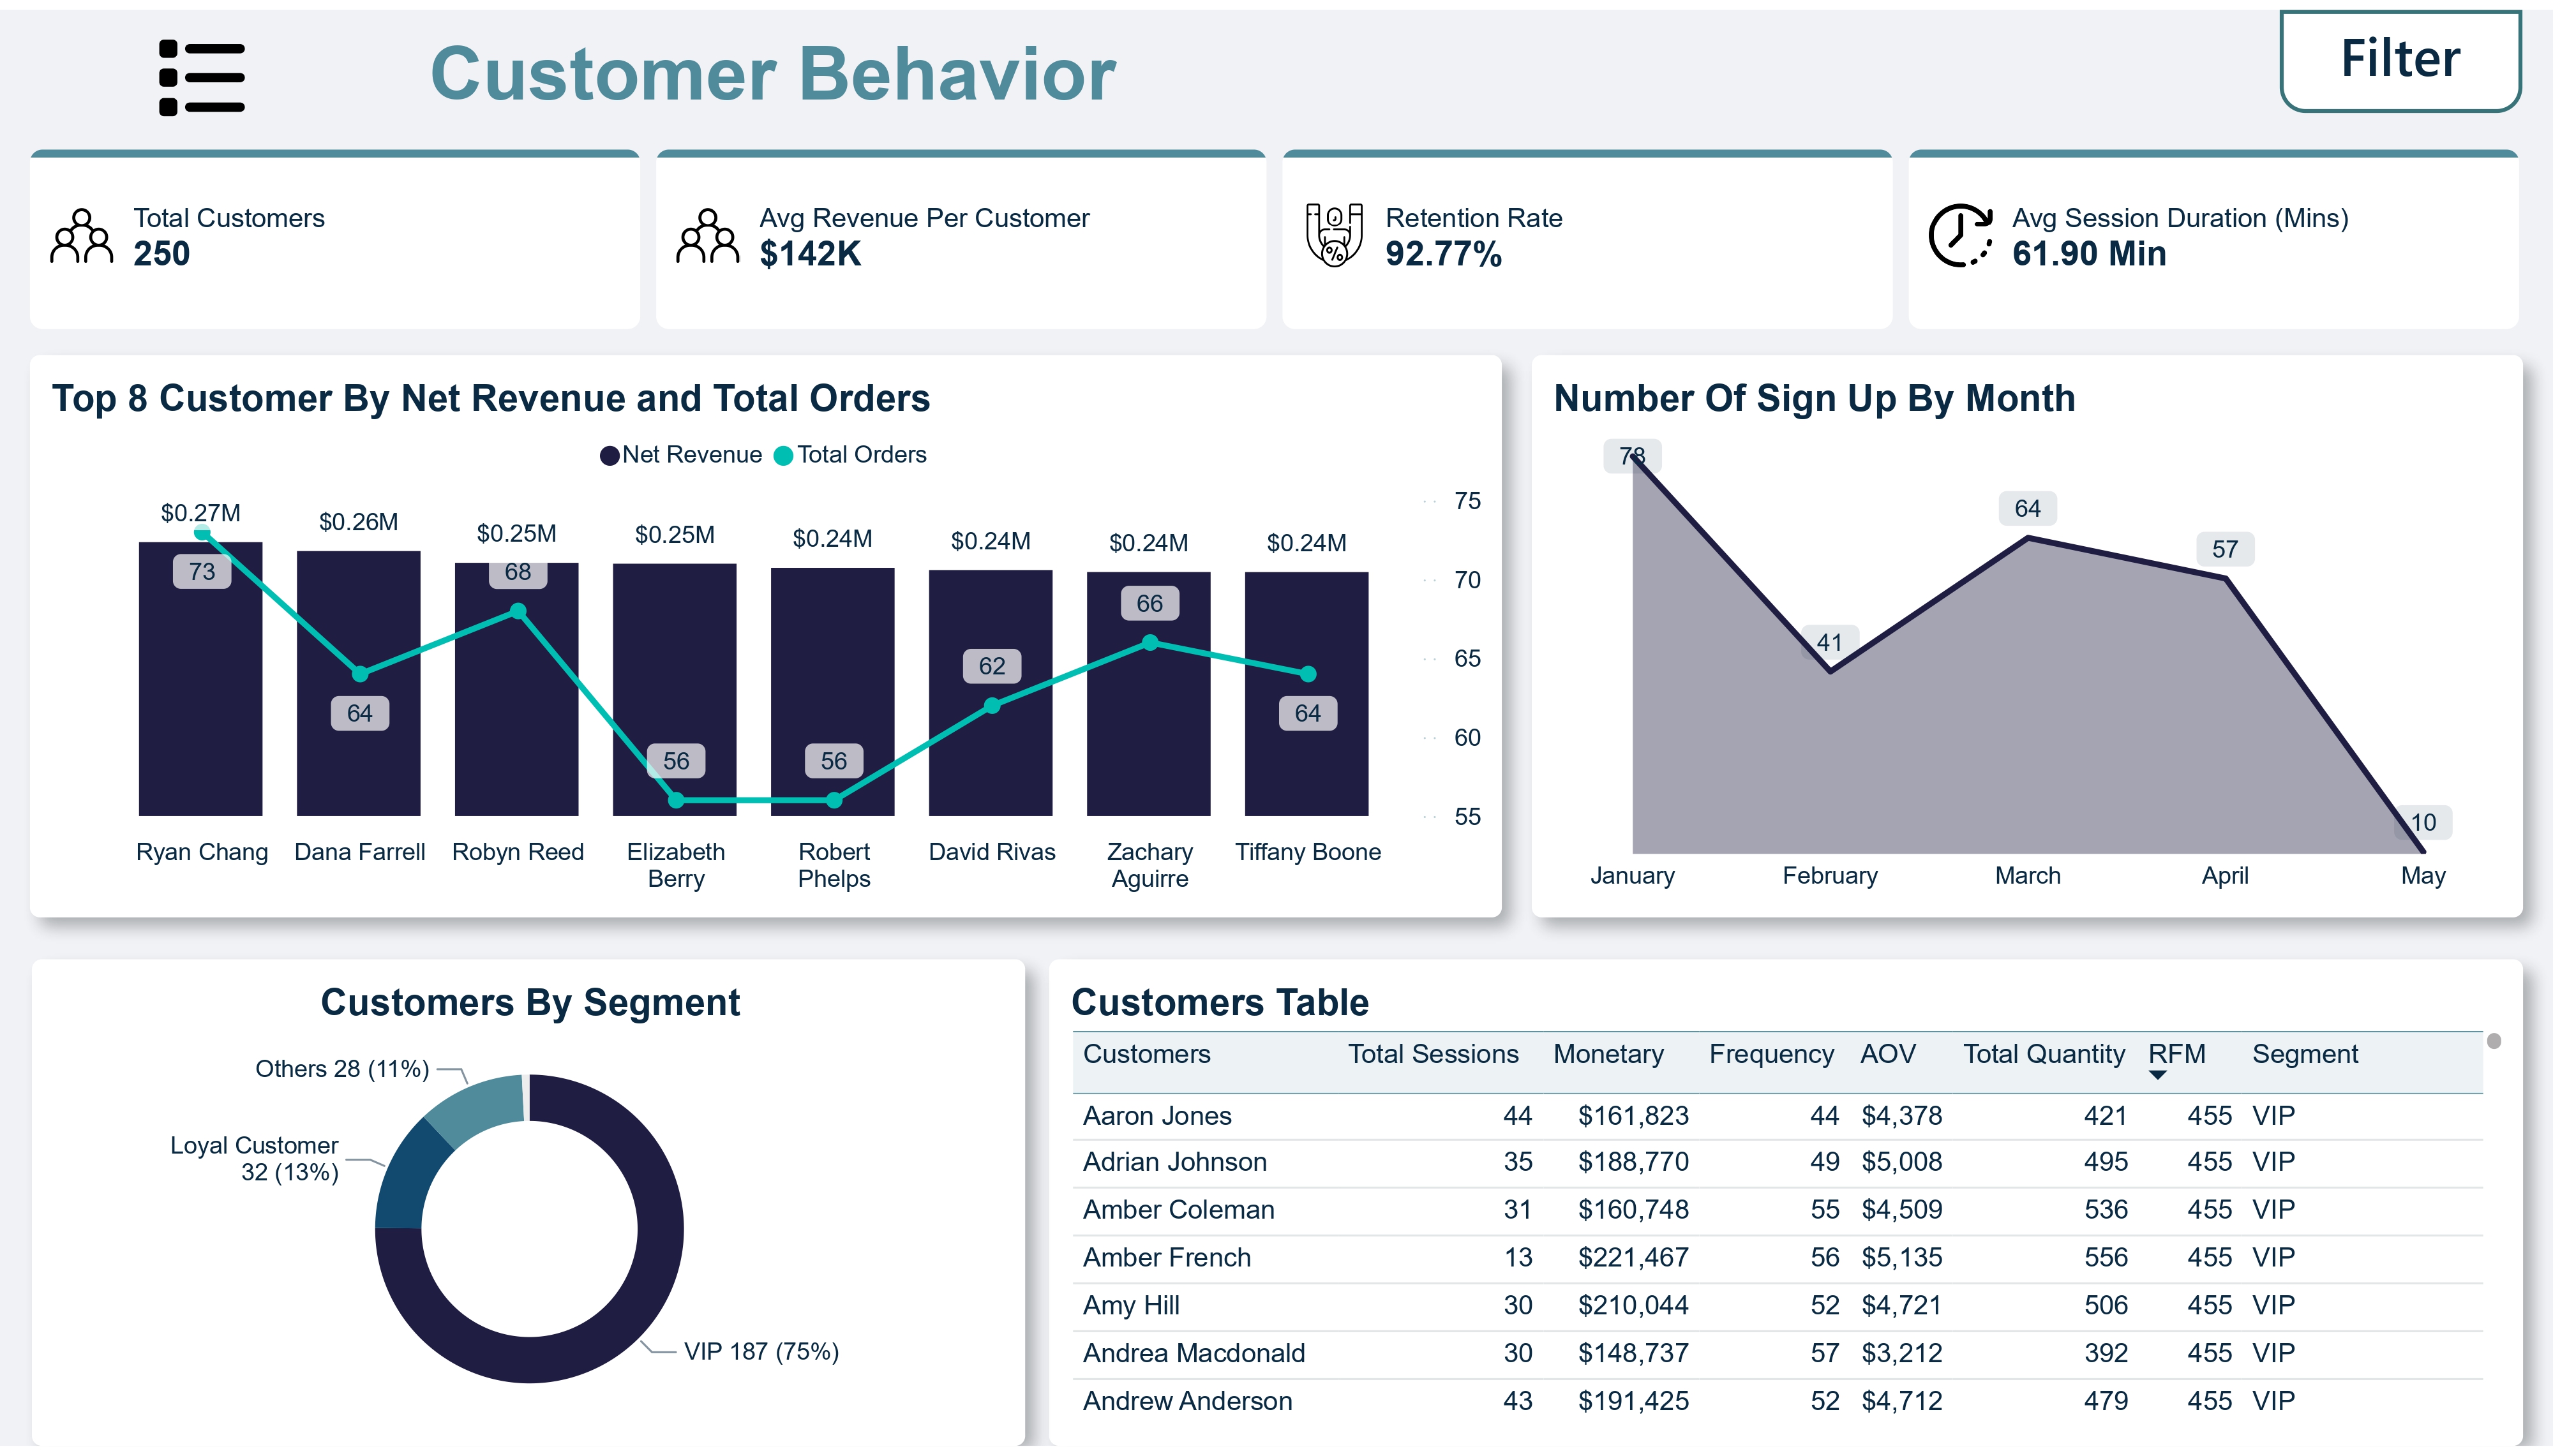 Customer Behavior
Filter
Total Customers
250
Avg Revenue Per Customer
$142K
Retention Rate
92.77%
Avg Session Duration (Mins)
61.90 Min
Top 8 Customer By Net Revenue and Total Orders
Net Revenue Total Orders
$0.27M $0.26M $0.25M $0.25M $0.24M $0.24M $0.24M $0.24M
73 64 68 56 56 62 66 64
75
70
65
60
55
Ryan Chang Dana Farrell Robyn Reed Elizabeth Berry Robert Phelps David Rivas Zachary Aguirre Tiffany Boone
Number Of Sign Up By Month
78 41 64 57 10
January February March April May
Customers By Segment
Others 28 (11%)
Loyal Customer
32 (13%)
VIP 187 (75%)
Customers Table
Customers Total Sessions Monetary Frequency AOV Total Quantity RFM Segment
Aaron Jones 44 $161,823 44 $4,378 421 455 VIP
Adrian Johnson 35 $188,770 49 $5,008 495 455 VIP
Amber Coleman 31 $160,748 55 $4,509 536 455 VIP
Amber French 13 $221,467 56 $5,135 556 455 VIP
Amy Hill 30 $210,044 52 $4,721 506 455 VIP
Andrea Macdonald 30 $148,737 57 $3,212 392 455 VIP
Andrew Anderson 43 $191,425 52 $4,712 479 455 VIP